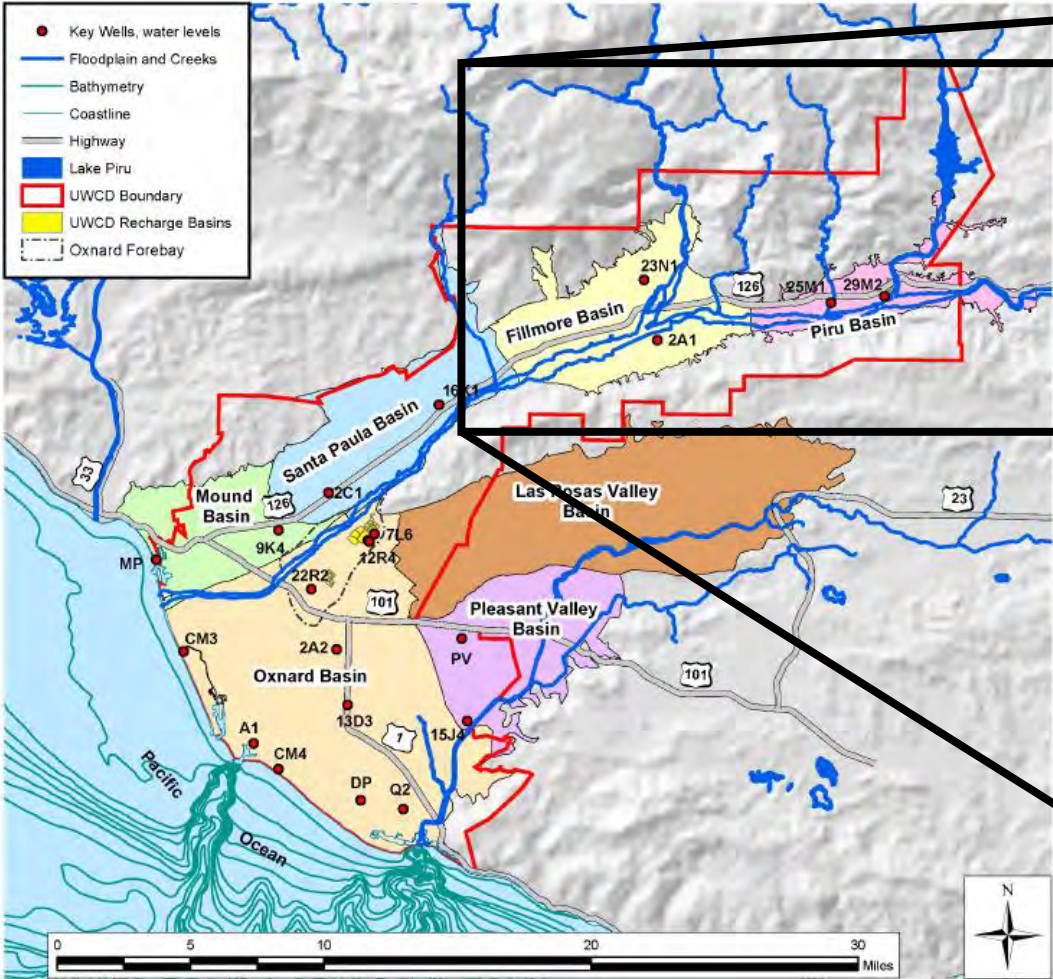 Key Wells, water levels
Floodplain and Creeks
Bathymetry
Coastline
Highway
Lake Piru
UWCD Boundary
UWCD Recharge Basins
Oxnard Forebay
23N1
126
25M1
29M2
Fillmore Basin
Piru Basin
2A1
16K1
Santa Paula Basin
33
Mound
Basin
126
2C1
Las Posas Valley
Basin
23
9K4
7L6
12R4
MP
22R2
101
Pleasant Valley
Basin
CM3
2A2
PV
Oxnard Basin
101
13D3
15J4
1
A1
CM4
DP
Q2
Pacific
Ocean
N
0
5
10
20
30
Miles